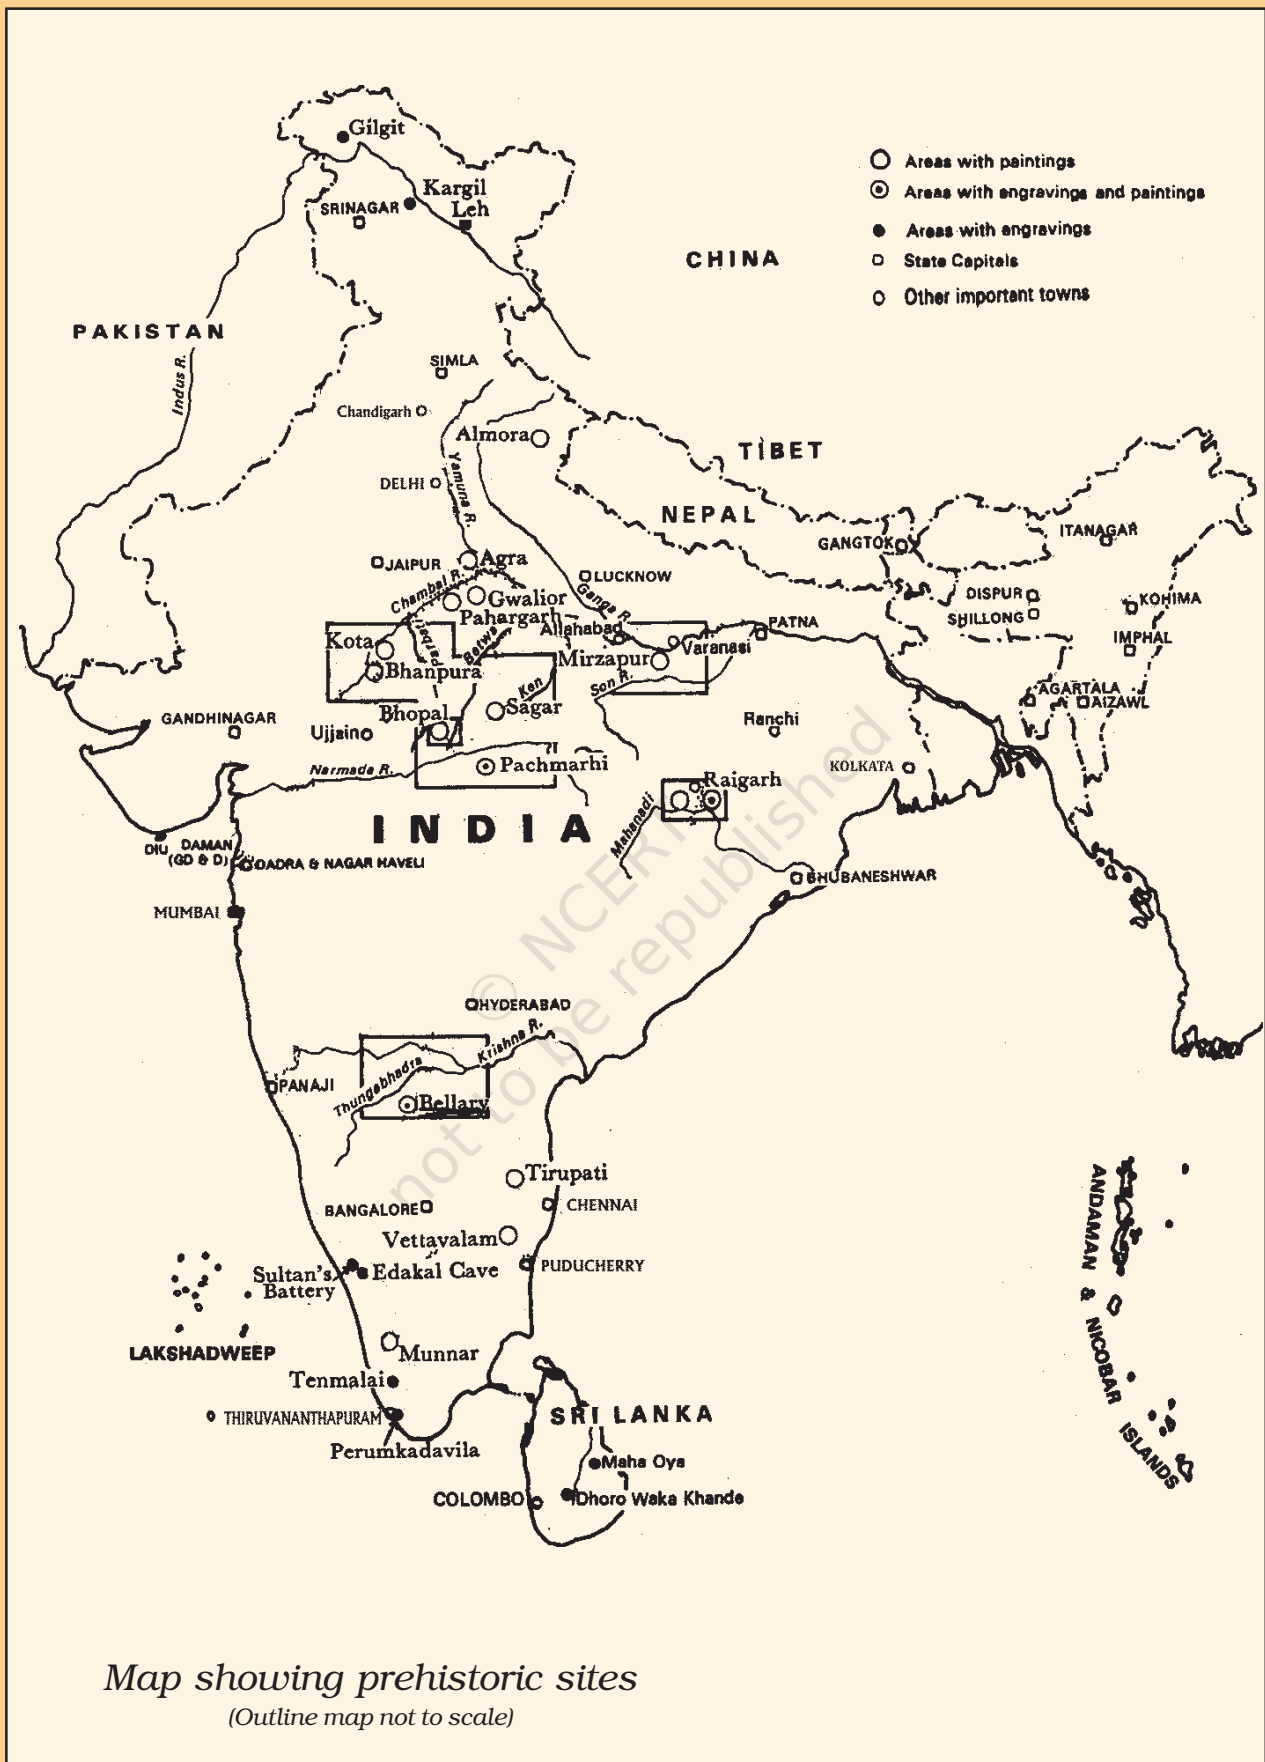 Gilgit
Kargil
Leh
SRINAGAR
Areas with paintings
Areas with engravings and paintings
Areas with engravings
State Capitals
Other important towns
CHINA
PAKISTAN
Indus R.
SIMLA
Chandigarh
Almora
TIBET
DELHI
Yamuna R.
NEPAL
GANGTOK
ITANAGAR
JAIPUR
Agra
LUCKNOW
Chambal R.
Gwalior
Ganga R.
DISPUR
KOHIMA
Pahargarh
SHILLONG
Allahabad
PATNA
IMPHAL
Kota
Parbati
Betwa
Varanasi
Bhanpura
Mirzapur
Ken
Son R.
AGARTALA
AIZAWL
GANDHINAGAR
Bhopal
Sagar
Ujjain
Ranchi
Narmada R.
Pachmarhi
KOLKATA
Raigarh
INDIA
Mahanadi
DIU
DAMAN
(GD & D)
DADRA & NAGAR HAVELI
BHUBANESHWAR
MUMBAI
© NCERT
not to be republished
HYDERABAD
Krishna R.
PANAJI
Thungabhadra
Bellary
Tirupati
BANGALORE
CHENNAI
Vettavalam
Sultan's
Battery
Edakal Cave
PUDUCHERRY
ANDAMAN & NICOBAR ISLANDS
LAKSHADWEEP
Munnar
Tenmalai
THIRUVANANTHAPURAM
SRI LANKA
Perumkadavila
Maha Oya
COLOMBO
Dhoro Waka Khande
Map showing prehistoric sites
(Outline map not to scale)